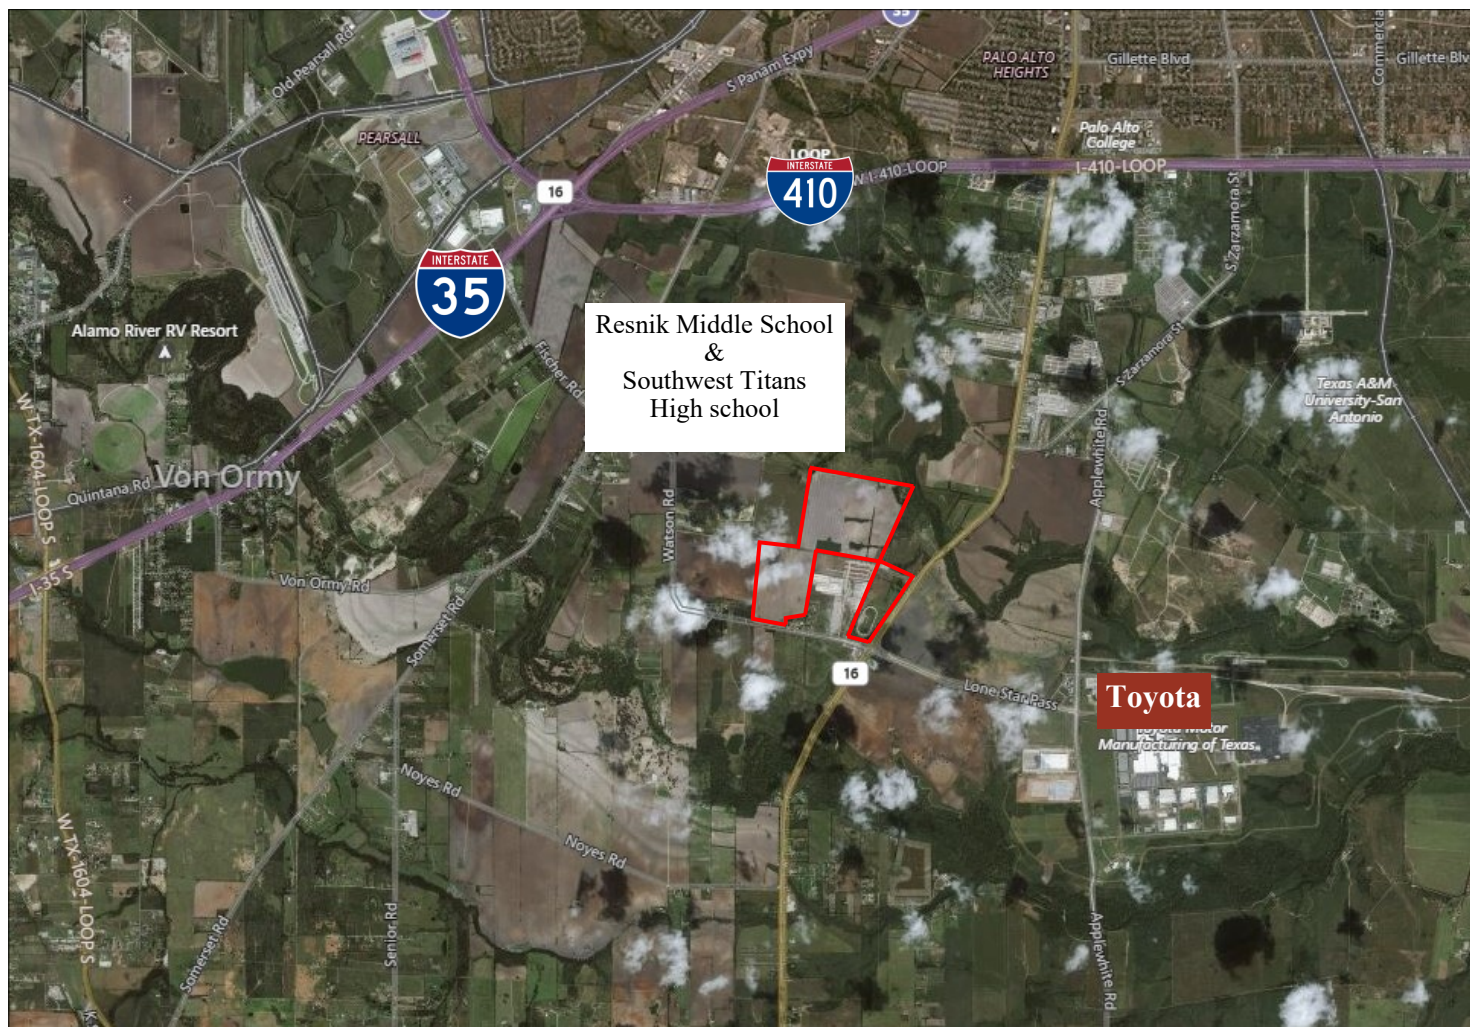 35
Old Pearsall Rd
S Panam Expy
PALO ALTO
HEIGHTS
Gillette Blvd
Commercial
Gillette Blv
PEARSALL
Palo Alto
College
LOOP
INTERSTATE
410
W I-410-LOOP
I-410-LOOP
16
S Zarzamora St
INTERSTATE
35
Alamo River RV Resort
Fischer Rd
Resnik Middle School
&
Southwest Titans
High school
S Zarzamora St
Texas A&M
University-San
Antonio
W TX-1604-LOOP S
Quintana Rd
Von Ormy
Applewhite Rd
Watson Rd
I-35 S
Von Ormy Rd
Somerset Rd
16
Lone Star Pass
Toyota
Toyota Motor
Manufacturing of Texas
Noyes Rd
Noyes Rd
W TX-1604-LOOP S
Somerset Rd
Senior Rd
Applewhite Rd
K